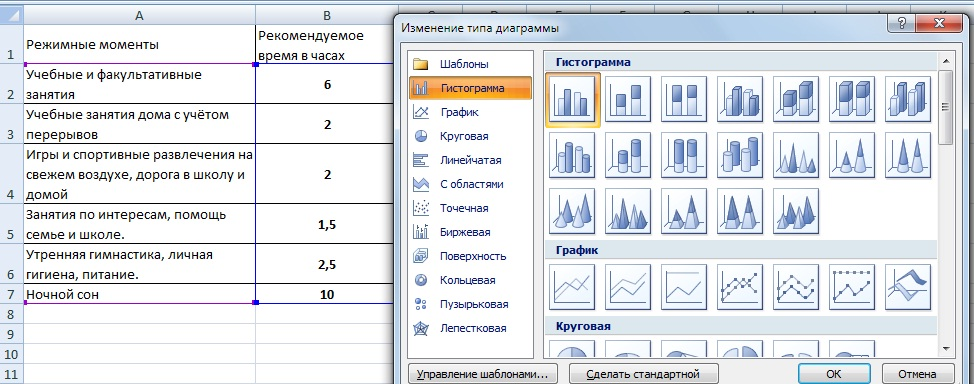 A
B
Изменение типа диаграммы
1
Режимные моменты
Рекомендуемое
время в часах
2
Учебные и факультативные
занятия
6
3
Учебные занятия дома с учётом
перерывов
2
4
Игры и спортивные развлечения на
свежем воздухе, дорога в школу и
домой
2
5
Занятия по интересам, помощь
семье и школе.
1,5
6
Утренняя гимнастика, личная
гигиена, питание.
2,5
7
Ночной сон
10
8
9
10
11
Шаблоны
Гистограмма
График
Круговая
Линейчатая
С областями
Точечная
Биржевая
Поверхность
Кольцевая
Пузырьковая
Лепестковая
Гистограмма
График
Круговая
Управление шаблонами...
Сделать стандартной
ОК
Отмена